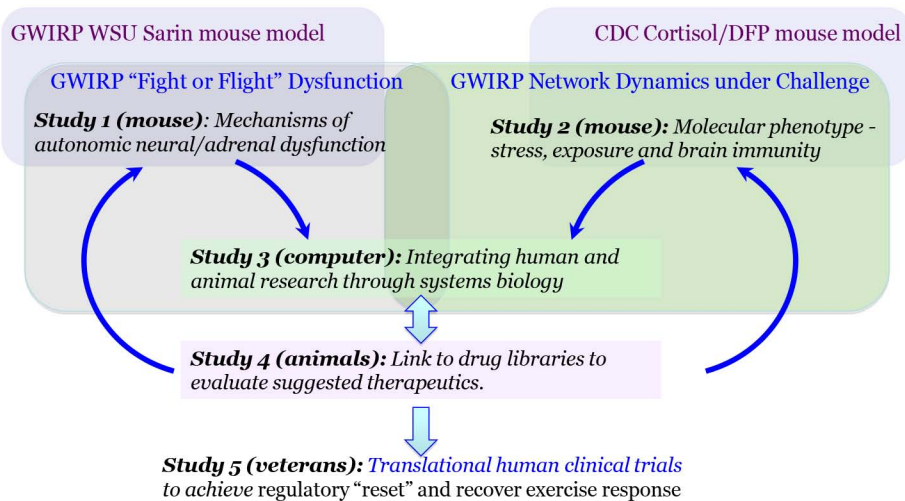 GWIRP WSU Sarin mouse model
CDC Cortisol/DFP mouse model
GWIRP “Fight or Flight” Dysfunction
GWIRP Network Dynamics under Challenge
Study 1 (mouse): Mechanisms of
autonomic neural/adrenal dysfunction
Study 2 (mouse): Molecular phenotype -
stress, exposure and brain immunity
Study 3 (computer): Integrating human and
animal research through systems biology
Study 4 (animals): Link to drug libraries to
evaluate suggested therapeutics.
Study 5 (veterans): Translational human clinical trials
to achieve regulatory “reset” and recover exercise response